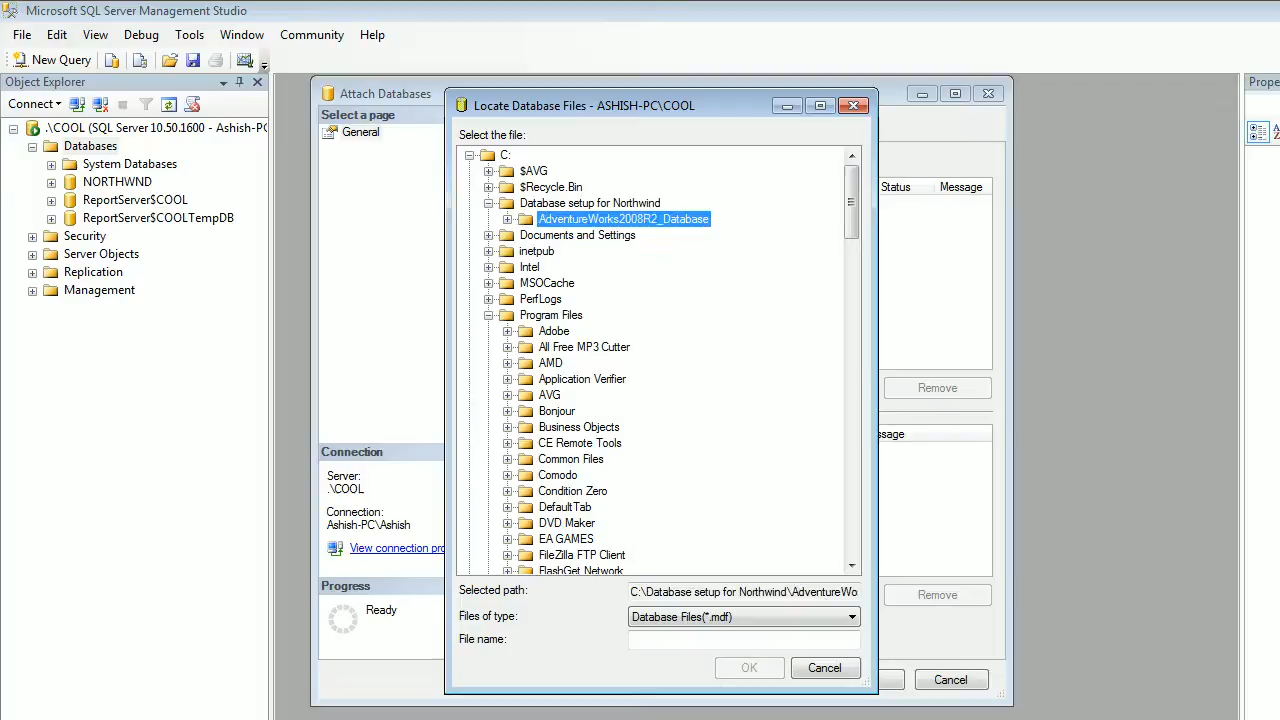 Microsoft SQL Server Management Studio
File Edit View Debug Tools Window Community Help
New Query
Object Explorer
Connect
.\COOL (SQL Server 10.50.1600 - Ashish-PC
Databases
System Databases
NORTHWND
ReportServer$COOL
ReportServer$COOLTempDB
Security
Server Objects
Replication
Management
Attach Databases
Select a page
General
Connection
Server:
.\COOL
Connection:
Ashish-PC\Ashish
View connection pro
Progress
Ready
Locate Database Files - ASHISH-PC\COOL
Select the file:
C:
$AVG
$Recycle.Bin
Database setup for Northwind
AdventureWorks2008R2_Database
Documents and Settings
inetpub
Intel
MSOCache
PerfLogs
Program Files
Adobe
All Free MP3 Cutter
AMD
Application Verifier
AVG
Bonjour
Business Objects
CE Remote Tools
Common Files
Comodo
Condition Zero
DefaultTab
DVD Maker
EA GAMES
FileZilla FTP Client
FlashGet Network
Selected path: C:\Database setup for Northwind\AdventureWo
Files of type: Database Files(*.mdf)
File name:
OK Cancel
Status Message
Remove
ssage
Remove
Cancel
Prope